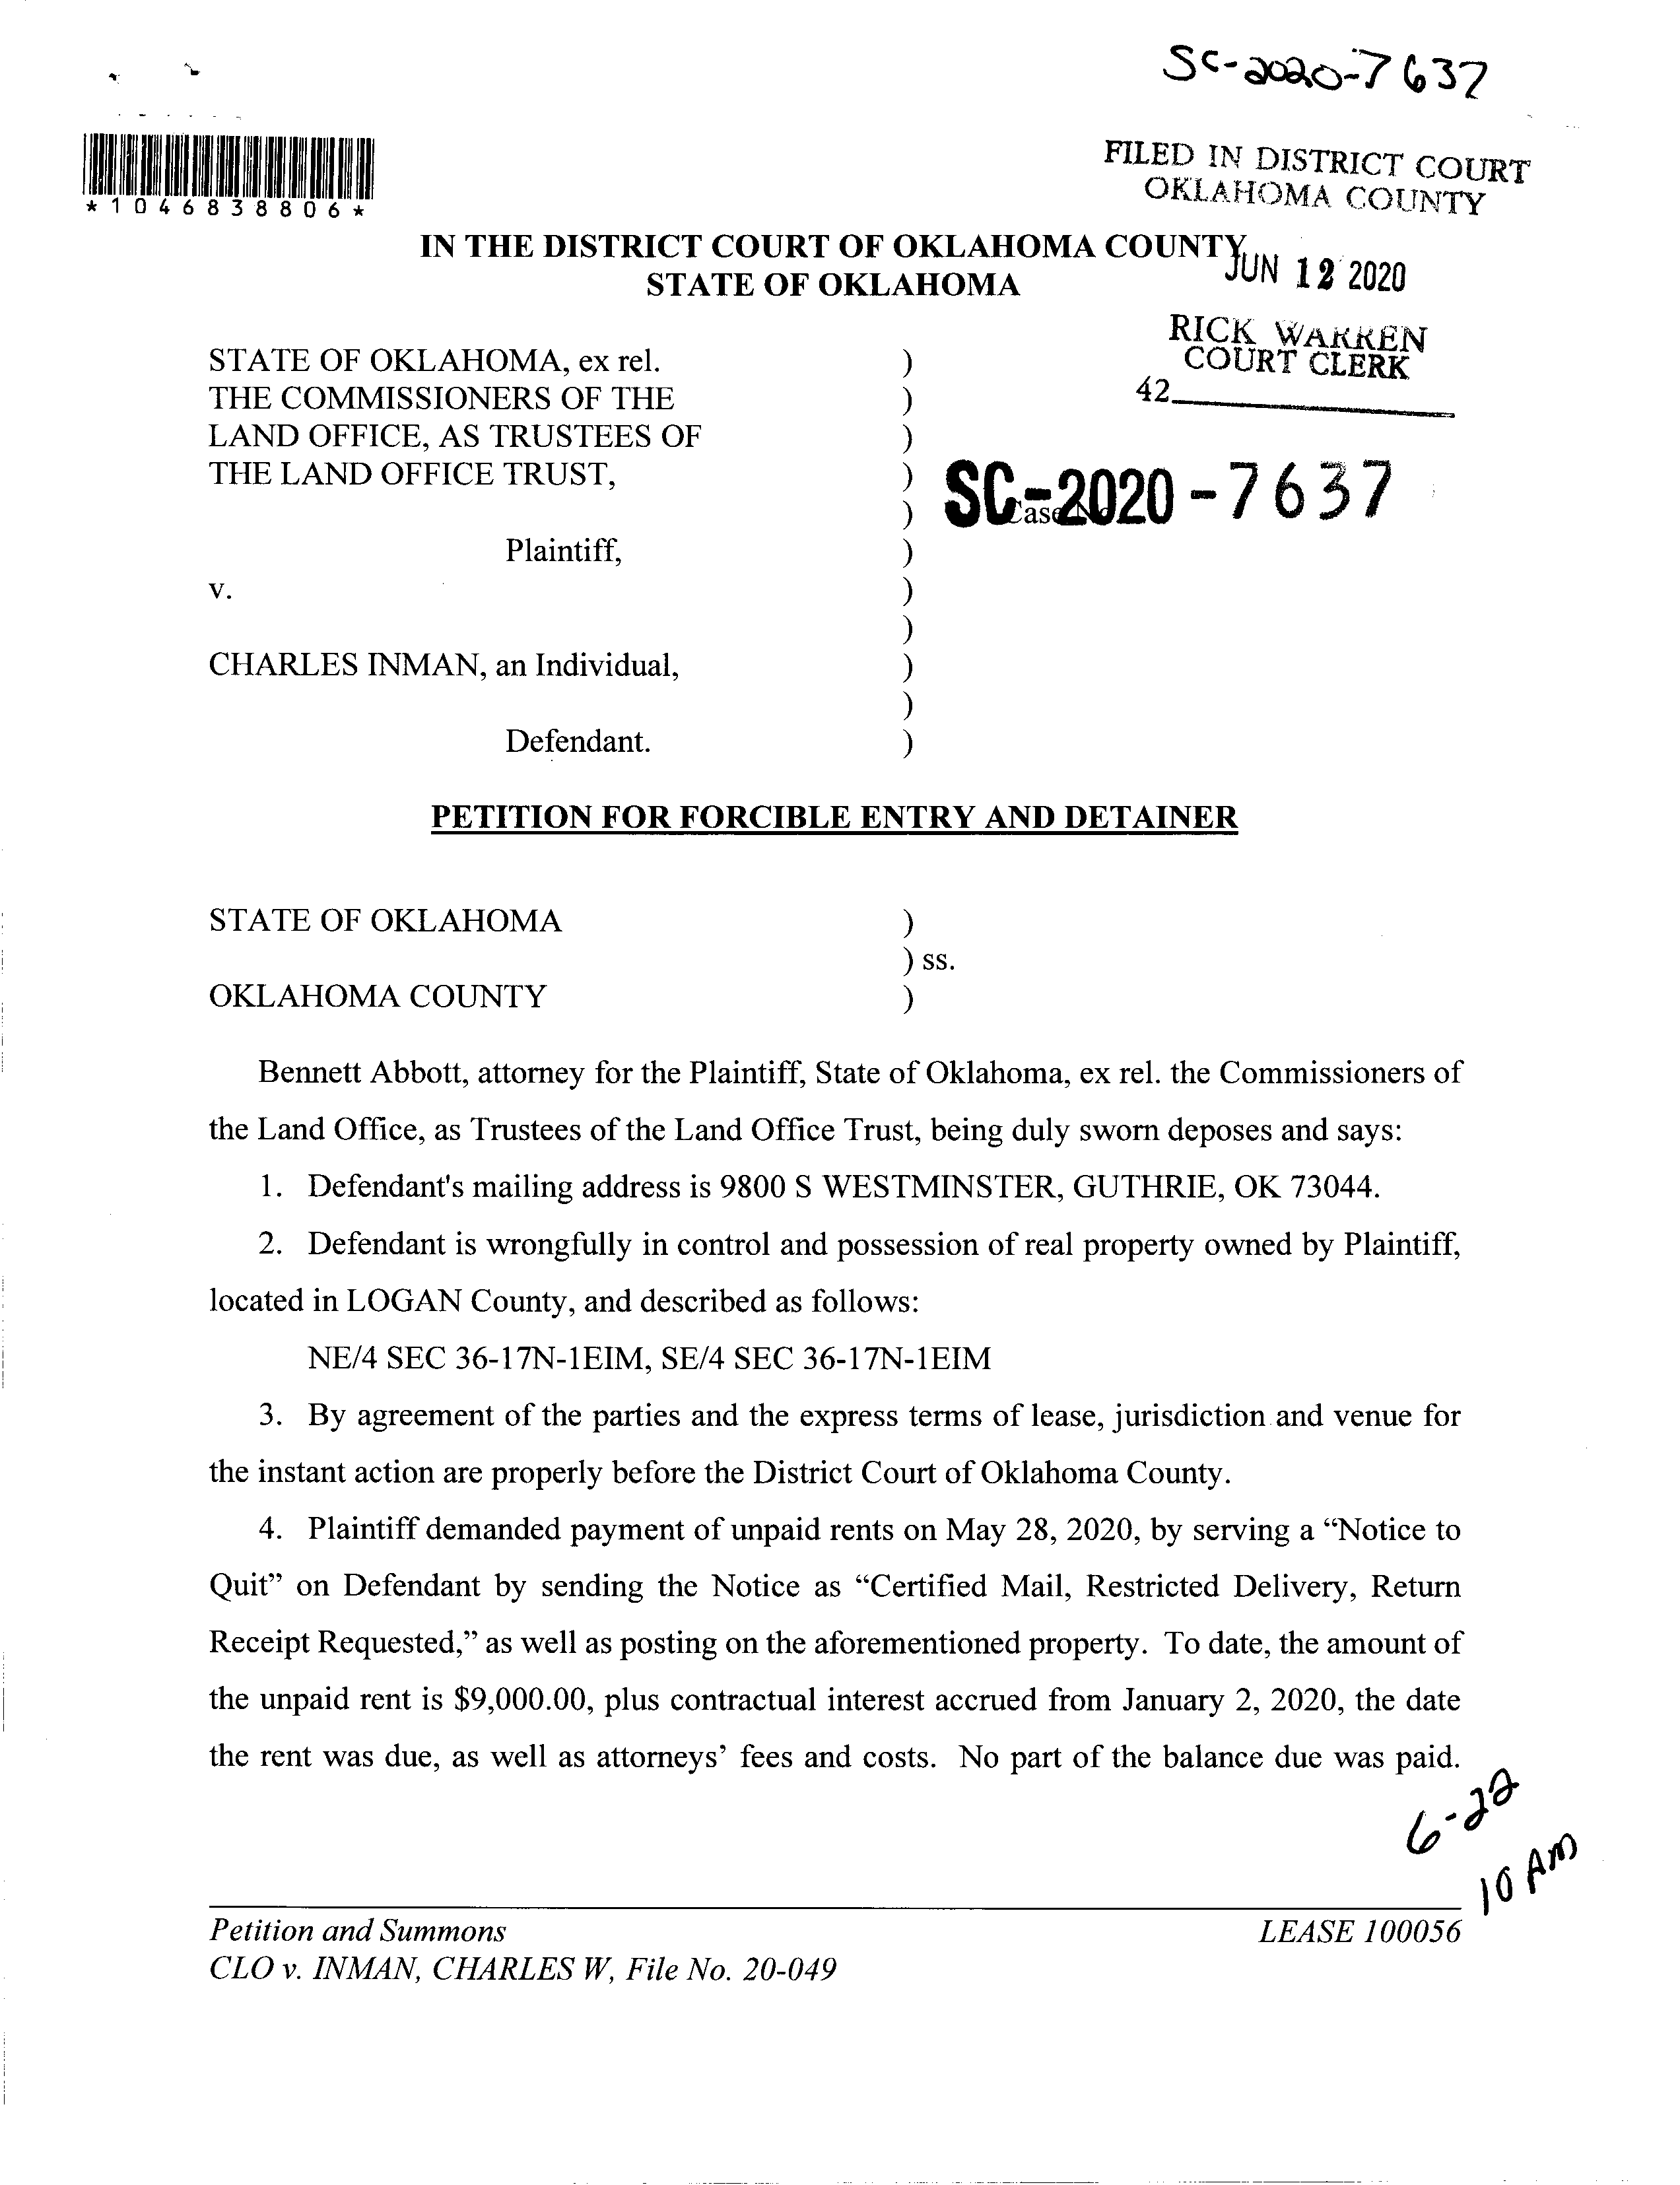 SC-2020-7637
*1046838806*
FILED IN DISTRICT COURT
OKLAHOMA COUNTY
IN THE DISTRICT COURT OF OKLAHOMA COUNTY
STATE OF OKLAHOMA
JUN 12 2020
RICK WARREN
COURT CLERK
42
STATE OF OKLAHOMA, ex rel. )
THE COMMISSIONERS OF THE )
LAND OFFICE, AS TRUSTEES OF )
THE LAND OFFICE TRUST, )
) SC-2020-7637
Plaintiff, )
v. )
)
CHARLES INMAN, an Individual, )
)
Defendant. )
PETITION FOR FORCIBLE ENTRY AND DETAINER
STATE OF OKLAHOMA )
) ss.
OKLAHOMA COUNTY )
Bennett Abbott, attorney for the Plaintiff, State of Oklahoma, ex rel. the Commissioners of
the Land Office, as Trustees of the Land Office Trust, being duly sworn deposes and says:
1. Defendant's mailing address is 9800 S WESTMINSTER, GUTHRIE, OK 73044.
2. Defendant is wrongfully in control and possession of real property owned by Plaintiff,
located in LOGAN County, and described as follows:
NE/4 SEC 36-17N-1EIM, SE/4 SEC 36-17N-1EIM
3. By agreement of the parties and the express terms of lease, jurisdiction and venue for
the instant action are properly before the District Court of Oklahoma County.
4. Plaintiff demanded payment of unpaid rents on May 28, 2020, by serving a “Notice to
Quit” on Defendant by sending the Notice as “Certified Mail, Restricted Delivery, Return
Receipt Requested,” as well as posting on the aforementioned property. To date, the amount of
the unpaid rent is $9,000.00, plus contractual interest accrued from January 2, 2020, the date
the rent was due, as well as attorneys’ fees and costs. No part of the balance due was paid.
6-22
10 AM
Petition and Summons LEASE 100056
CLO v. INMAN, CHARLES W, File No. 20-049